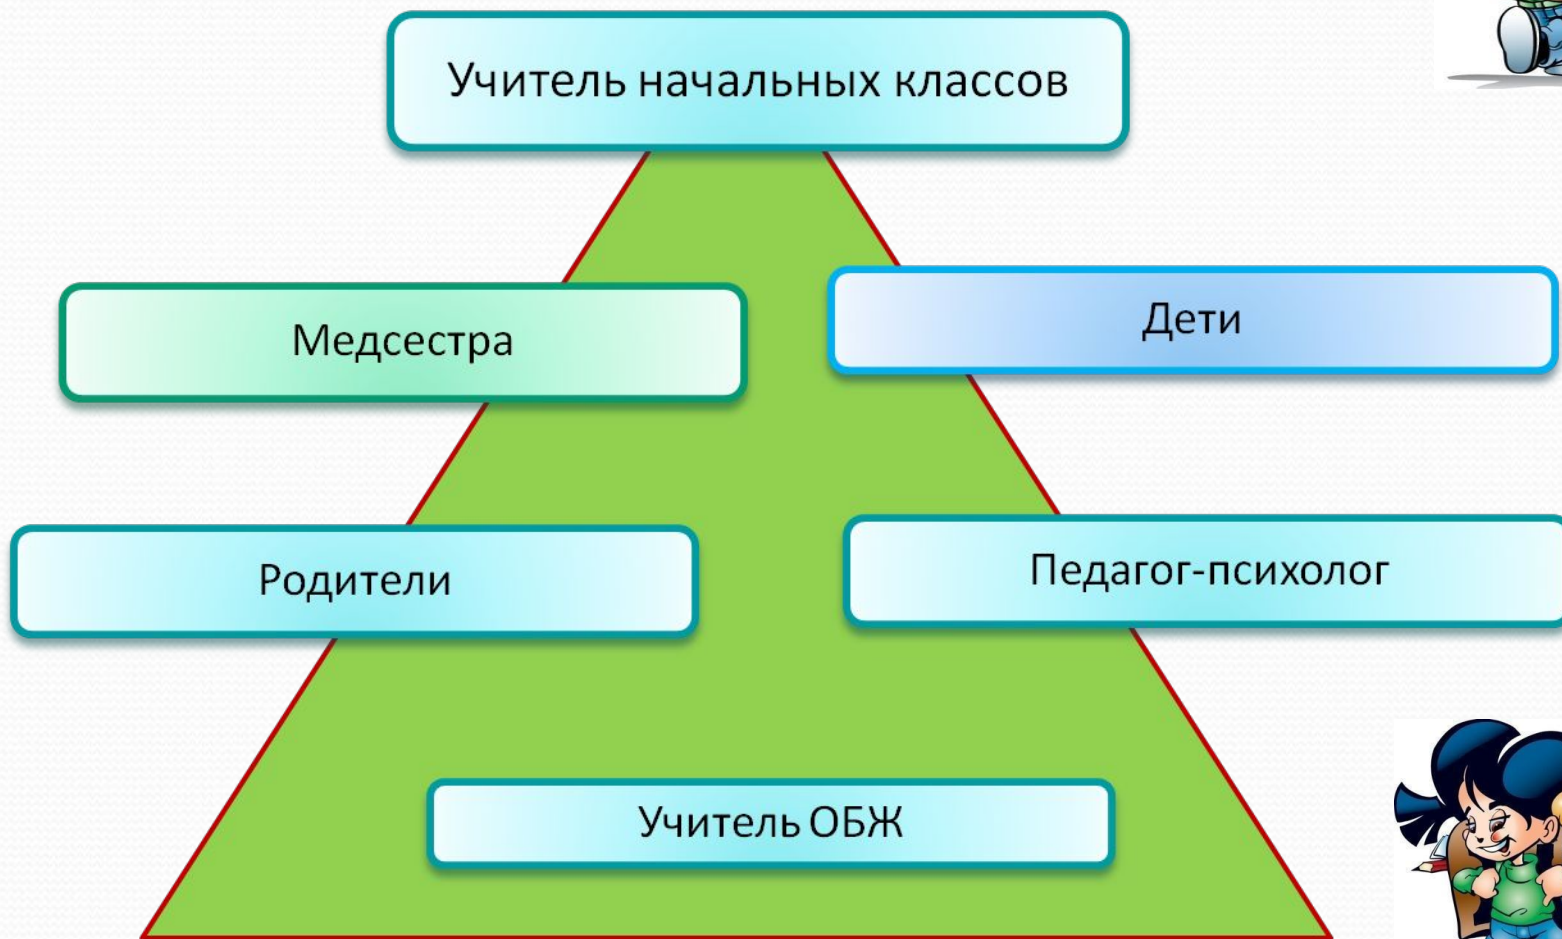 Учитель начальных классов
Медсестра
Дети
Родители
Педагог-психолог
Учитель ОБЖ